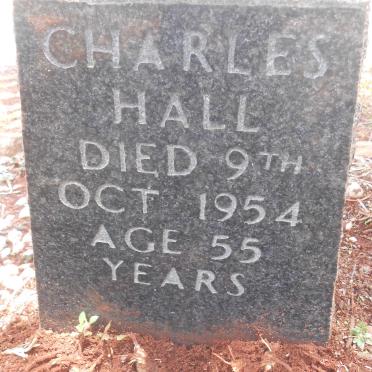 CHARLES
HALL
DIED 9TH
OCT 1954
AGE 55
YEARS